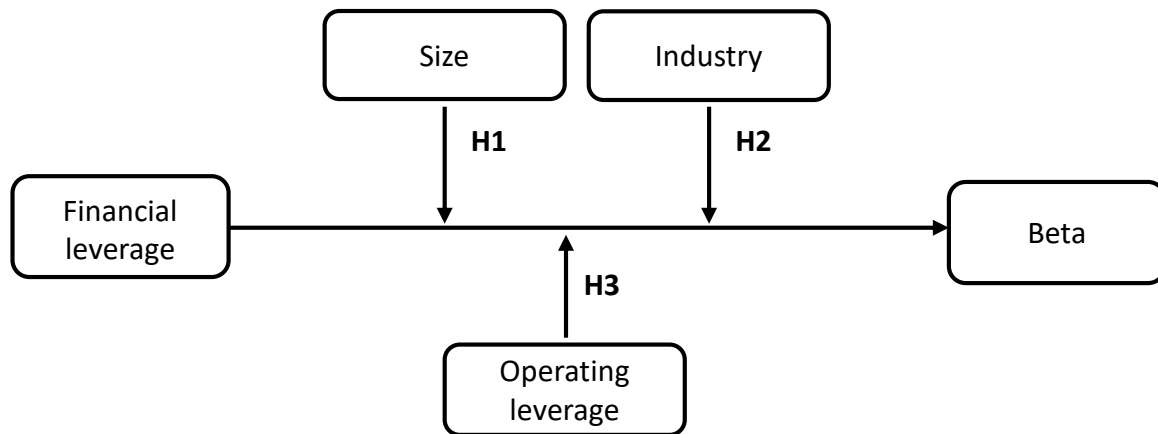 Size
Industry
H1
H2
Financial
leverage
Beta
H3
Operating
leverage